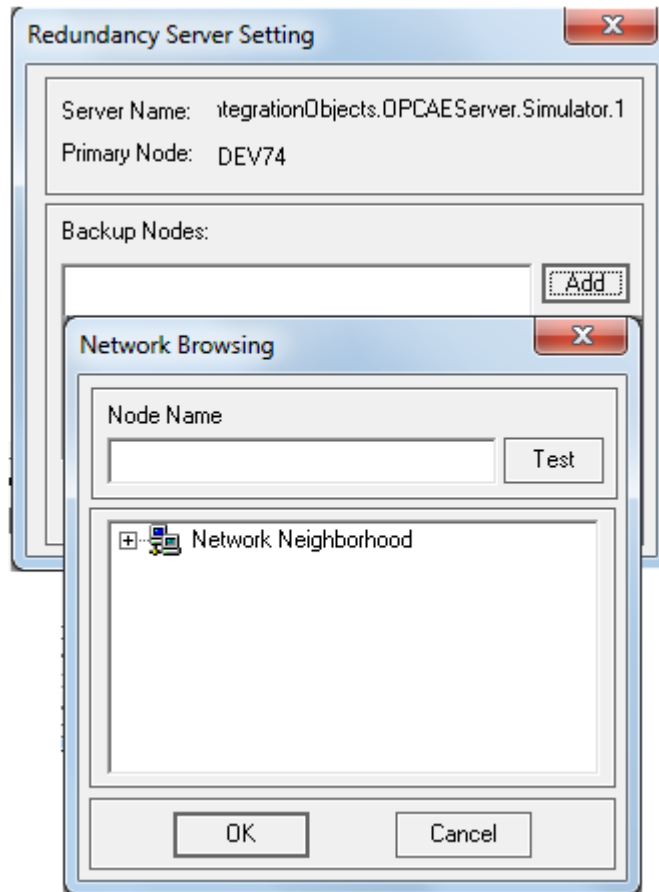 Redundancy Server Setting
Server Name: ntegrationObjects.OPCAEServer.Simulator.1
Primary Node: DEV74
Backup Nodes:
Add
Network Browsing
Node Name
Test
Network Neighborhood
OK Cancel